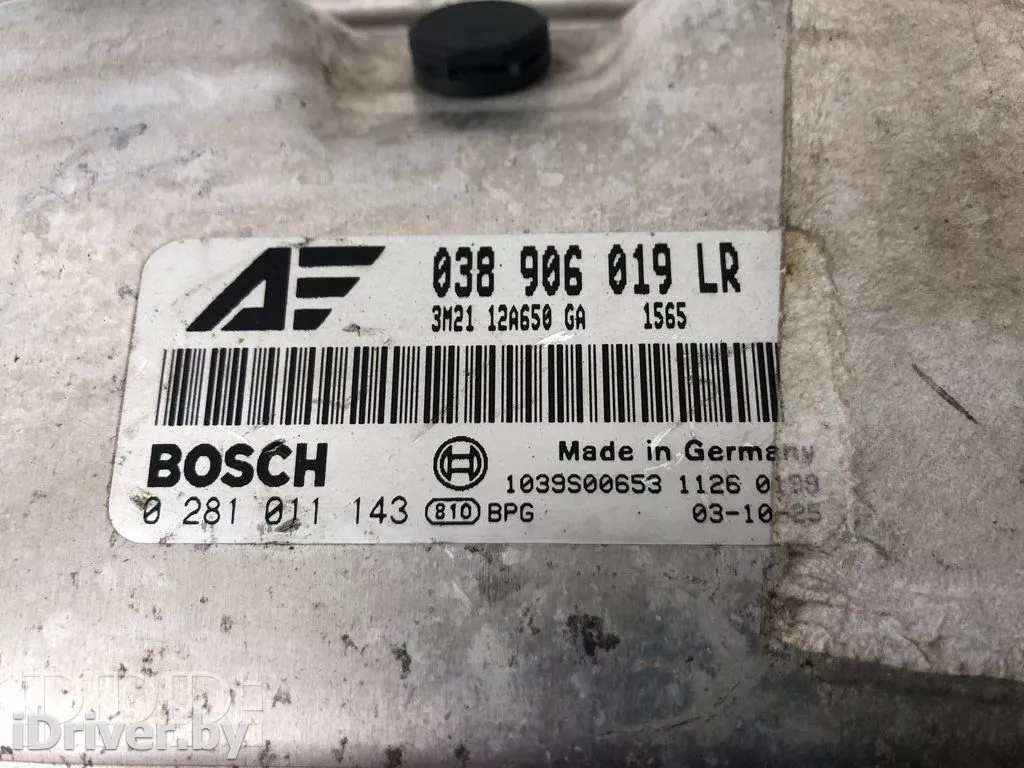 AE 038 906 019 LR
3M21 12A650 GA 1565
BOSCH Made in Germany
1039S00653 1126
0 281 011 143 810 BPG 03-10-25
iDriver.by